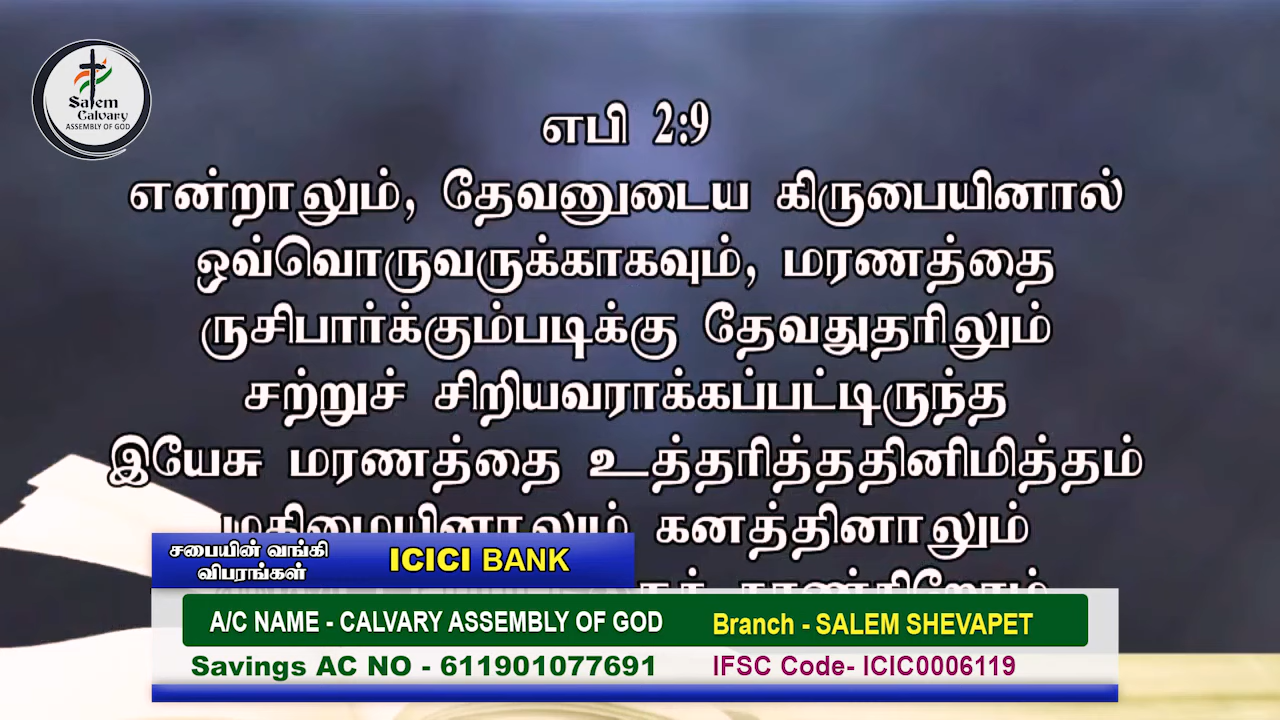 Salem
Calvary
ASSEMBLY OF GOD
எபி 2:9
என்றாலும், தேவனுடைய கிருபையினால்
ஒவ்வொருவருக்காகவும், மரணத்தை
ருசிபார்க்கும்படிக்கு தேவதுதரிலும்
சற்றுச் சிறியவராக்கப்பட்டிருந்த
இயேசு மரணத்தை உத்தரித்ததினிமித்தம்
மகிமையினாலும் கனத்தினாலும்
காண்கிறோம்
சபையின் வங்கி
விபரங்கள்
ICICI BANK
A/C NAME - CALVARY ASSEMBLY OF GOD
Branch - SALEM SHEVAPET
Savings AC NO - 611901077691
IFSC Code- ICIC0006119